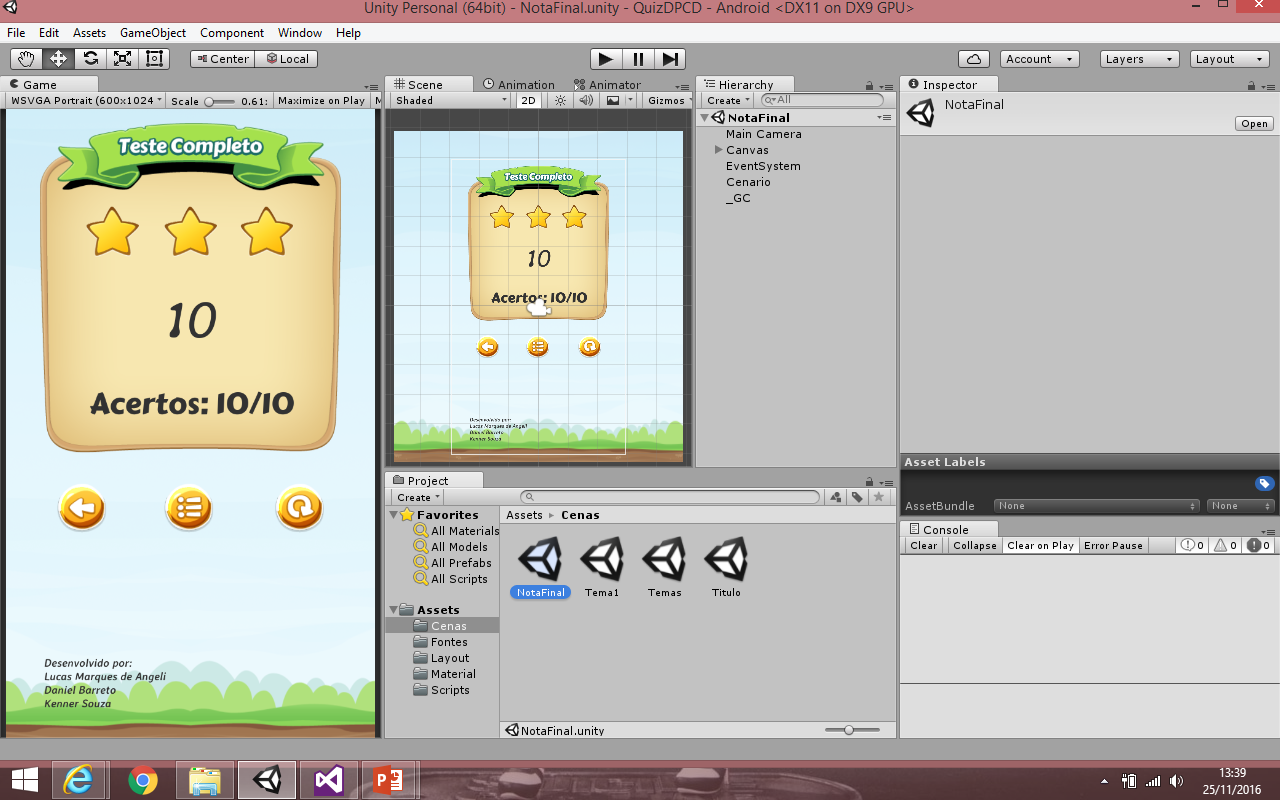 Unity Personal (64bit) - NotaFinal.unity - QuizDPCD - Android <DX11 on DX9 GPU>
File Edit Assets GameObject Component Window Help
Center Local Account Layers Layout
Game
WSVGA Portrait (600x1024 Scale 0.61: Maximize on Play M
Teste Completo
10
Acertos: 10/10
Desenvolvido por:
Lucas Marques de Angeli
Daniel Barreto
Kenner Souza
Scene Animation Animator
Shaded 2D Gizmos
Teste Completo
10
Acertos: 10/10
Desenvolvido por:
Lucas Marques de Angeli
Daniel Barreto
Kenner Souza
Hierarchy
Create All
NotaFinal
Main Camera
Canvas
EventSystem
Cenario
_GC
Project
Create
Favorites
All Materials
All Models
All Prefabs
All Scripts
Assets
Cenas
Fontes
Layout
Material
Scripts
Assets Cenas
NotaFinal Tema1 Temas Titulo
NotaFinal.unity
Inspector
NotaFinal
Open
Asset Labels
AssetBundle None None
Console
Clear Collapse Clear on Play Error Pause 0 0 0
13:39
25/11/2016